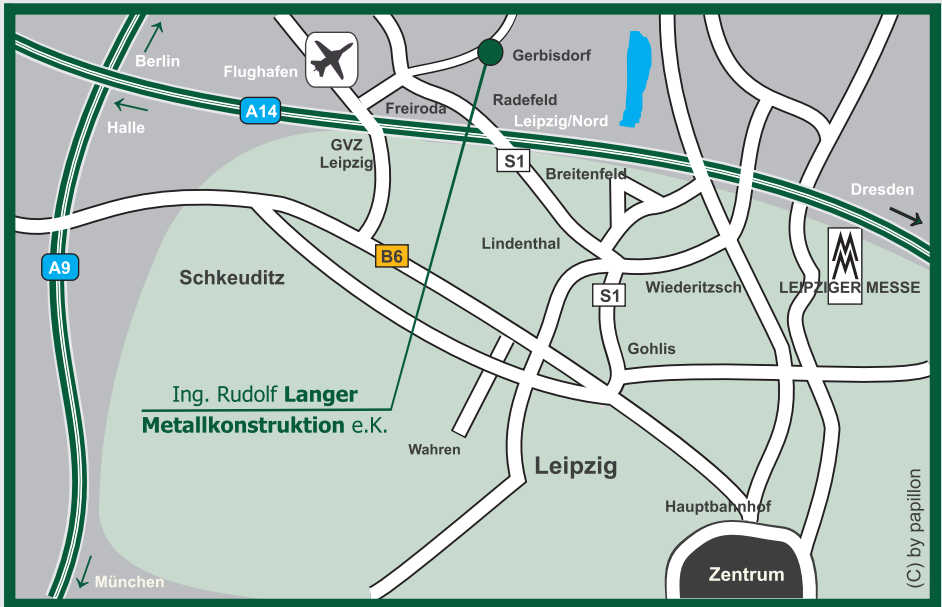 Berlin
Flughafen
Gerbisdorf
Halle
A14
Freiroda
Radefeld
Leipzig/Nord
GVZ
Leipzig
S1
Breitenfeld
Dresden
Lindenthal
B6
A9
Schkeuditz
S1
Wiederitzsch
LEIPZIGER MESSE
Gohlis
Ing. Rudolf Langer
Metallkonstruktion e.K.
Wahren
Leipzig
Hauptbahnhof
München
Zentrum
(C) by papillon